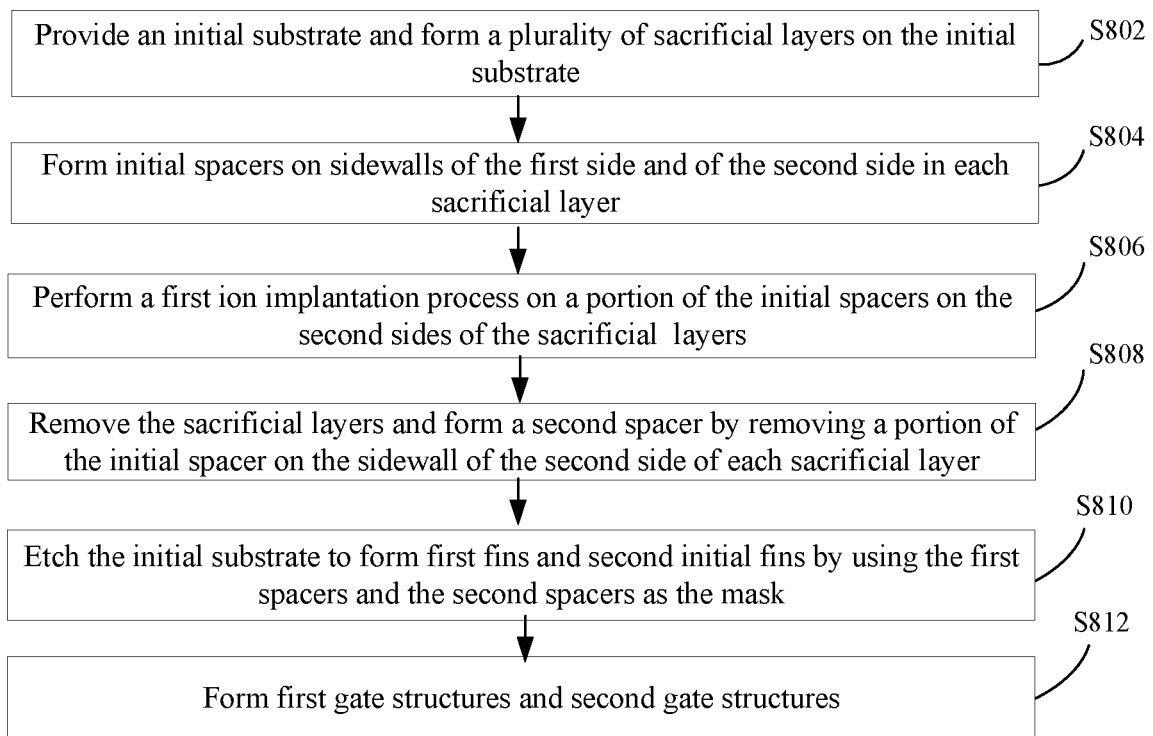 Provide an initial substrate and form a plurality of sacrificial layers on the initial
substrate
S802
Form initial spacers on sidewalls of the first side and of the second side in each
sacrificial layer
S804
Perform a first ion implantation process on a portion of the initial spacers on the
second sides of the sacrificial layers
S806
Remove the sacrificial layers and form a second spacer by removing a portion of
the initial spacer on the sidewall of the second side of each sacrificial layer
S808
Etch the initial substrate to form first fins and second initial fins by using the first
spacers and the second spacers as the mask
S810
Form first gate structures and second gate structures
S812